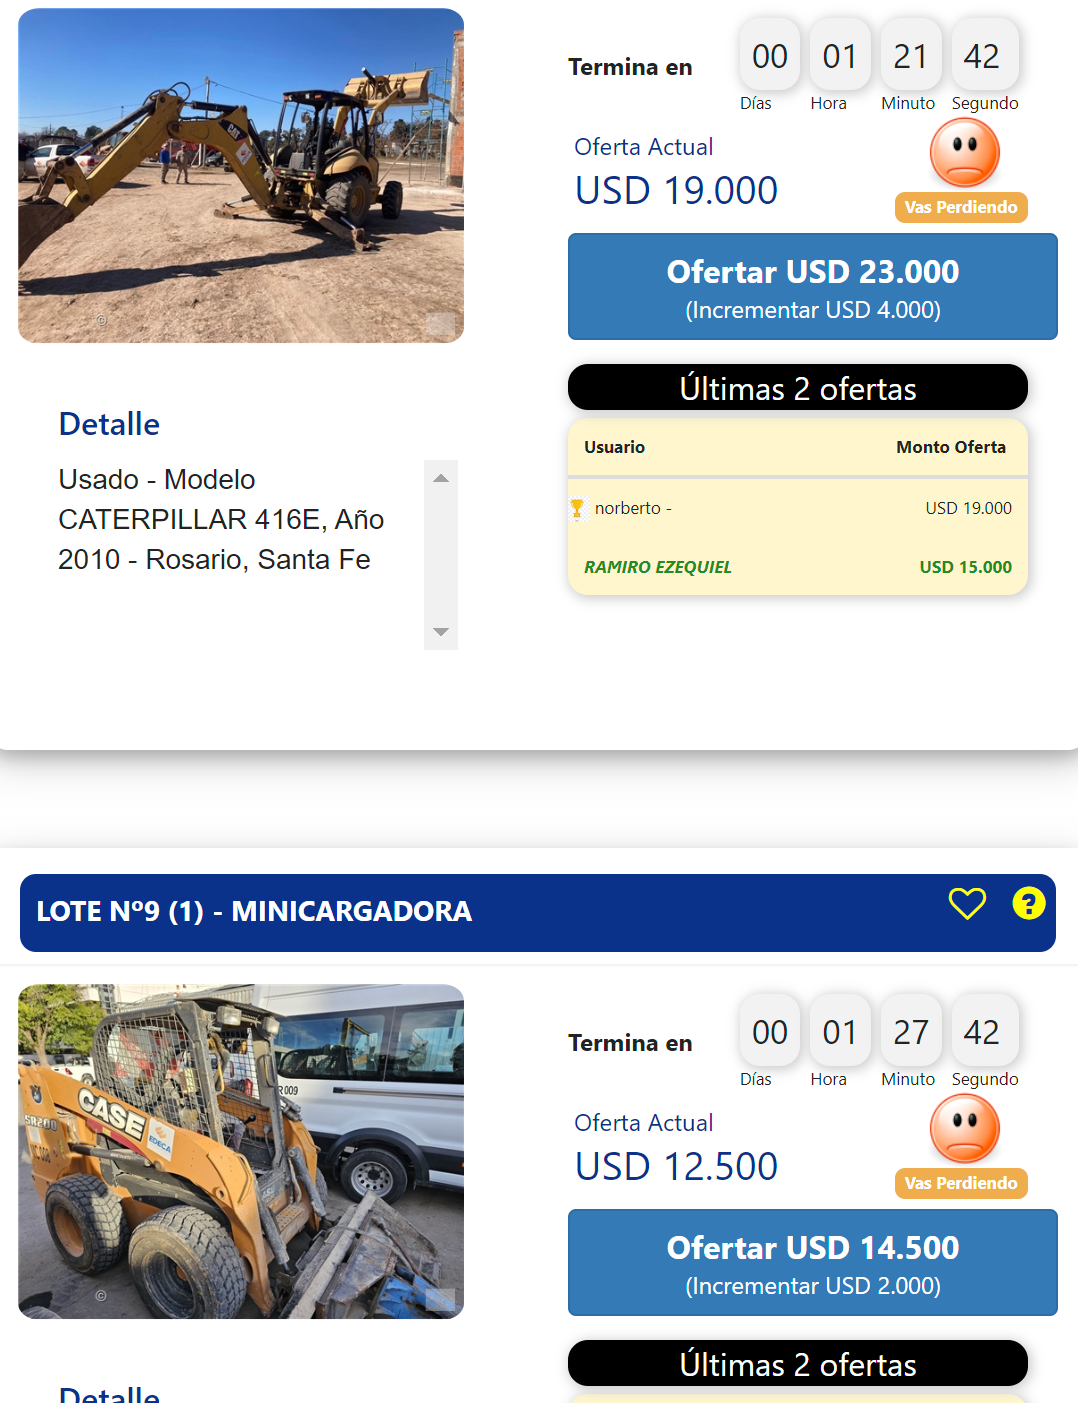 CAT
©
Termina en
00 01 21 42
Días Hora Minuto Segundo
Oferta Actual
USD 19.000
Vas Perdiendo
Ofertar USD 23.000
(Incrementar USD 4.000)
Últimas 2 ofertas
Usuario Monto Oferta
norberto - USD 19.000
RAMIRO EZEQUIEL USD 15.000
Detalle
Usado - Modelo
CATERPILLAR 416E, Año
2010 - Rosario, Santa Fe
LOTE Nº9 (1) - MINICARGADORA
?
CASE
SR200
EDECA
R009
©
Termina en
00 01 27 42
Días Hora Minuto Segundo
Oferta Actual
USD 12.500
Vas Perdiendo
Ofertar USD 14.500
(Incrementar USD 2.000)
Últimas 2 ofertas
Detalle